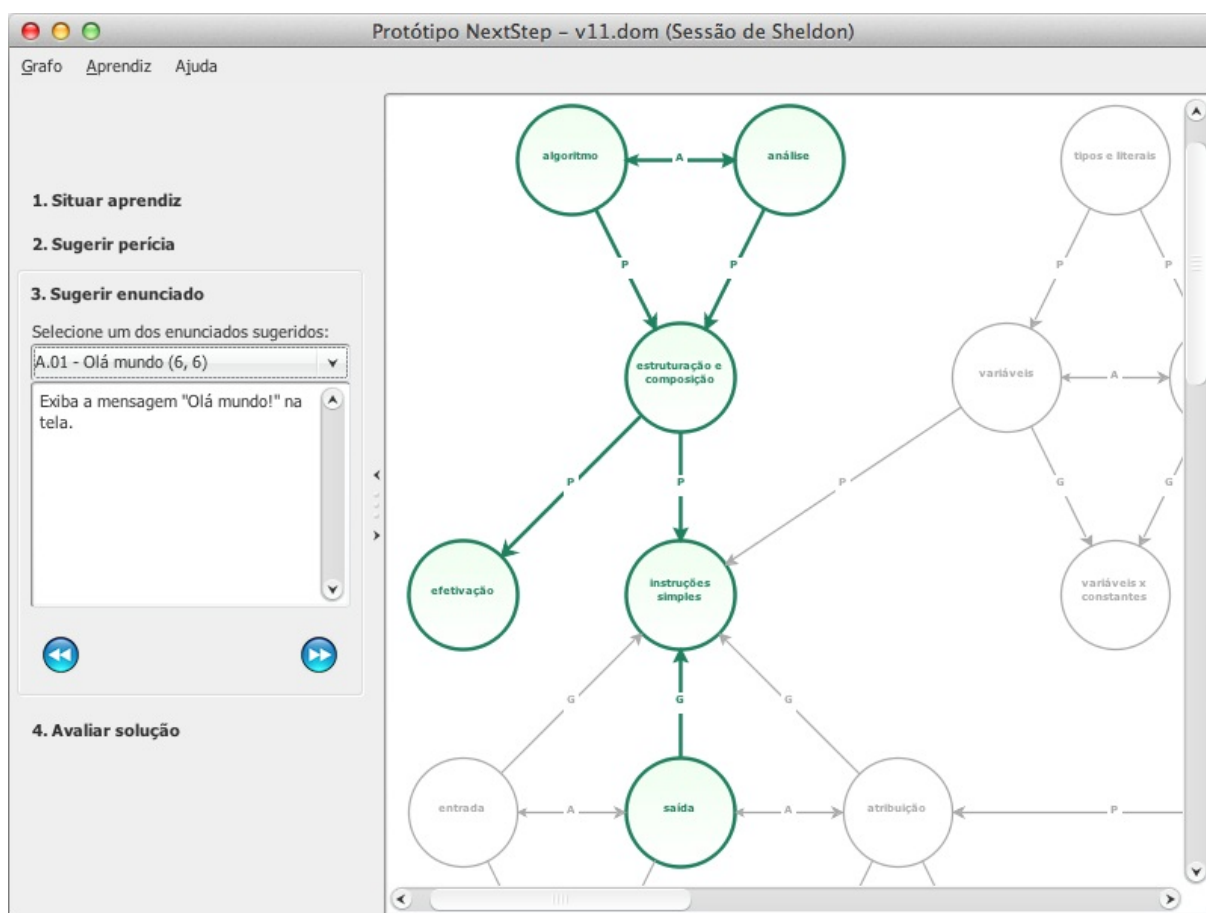 Protótipo NextStep – v11.dom (Sessão de Sheldon)
Grafo Aprendiz Ajuda
1. Situar aprendiz
2. Sugerir perícia
3. Sugerir enunciado
Selecione um dos enunciados sugeridos:
A.01 - Olá mundo (6, 6)
Exiba a mensagem "Olá mundo!" na
tela.
4. Avaliar solução
algoritmo
A
análise
tipos e literais
P
P
P
P
estruturação e
composição
variáveis
A
P
P
P
G
G
efetivação
instruções
simples
variáveis x
constantes
G
G
G
entrada
A
saída
A
atribuição
P